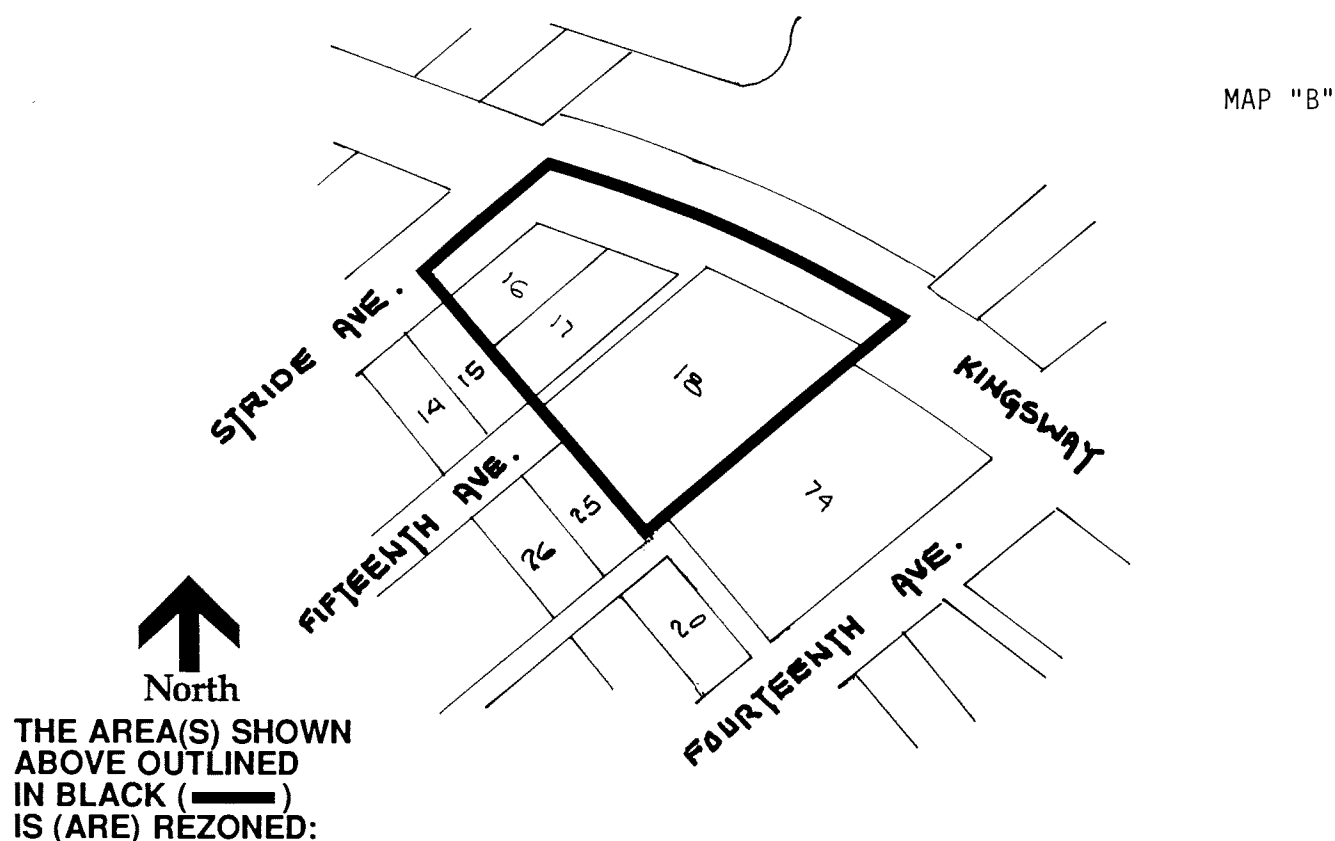 MAP "B"
STRIDE AVE.
16
17
15
14
18
KINGSWAY
FIFTEENTH AVE.
25
26
74
20
FOURTEENTH AVE.
North
THE AREA(S) SHOWN
ABOVE OUTLINED
IN BLACK ( )
IS (ARE) REZONED: